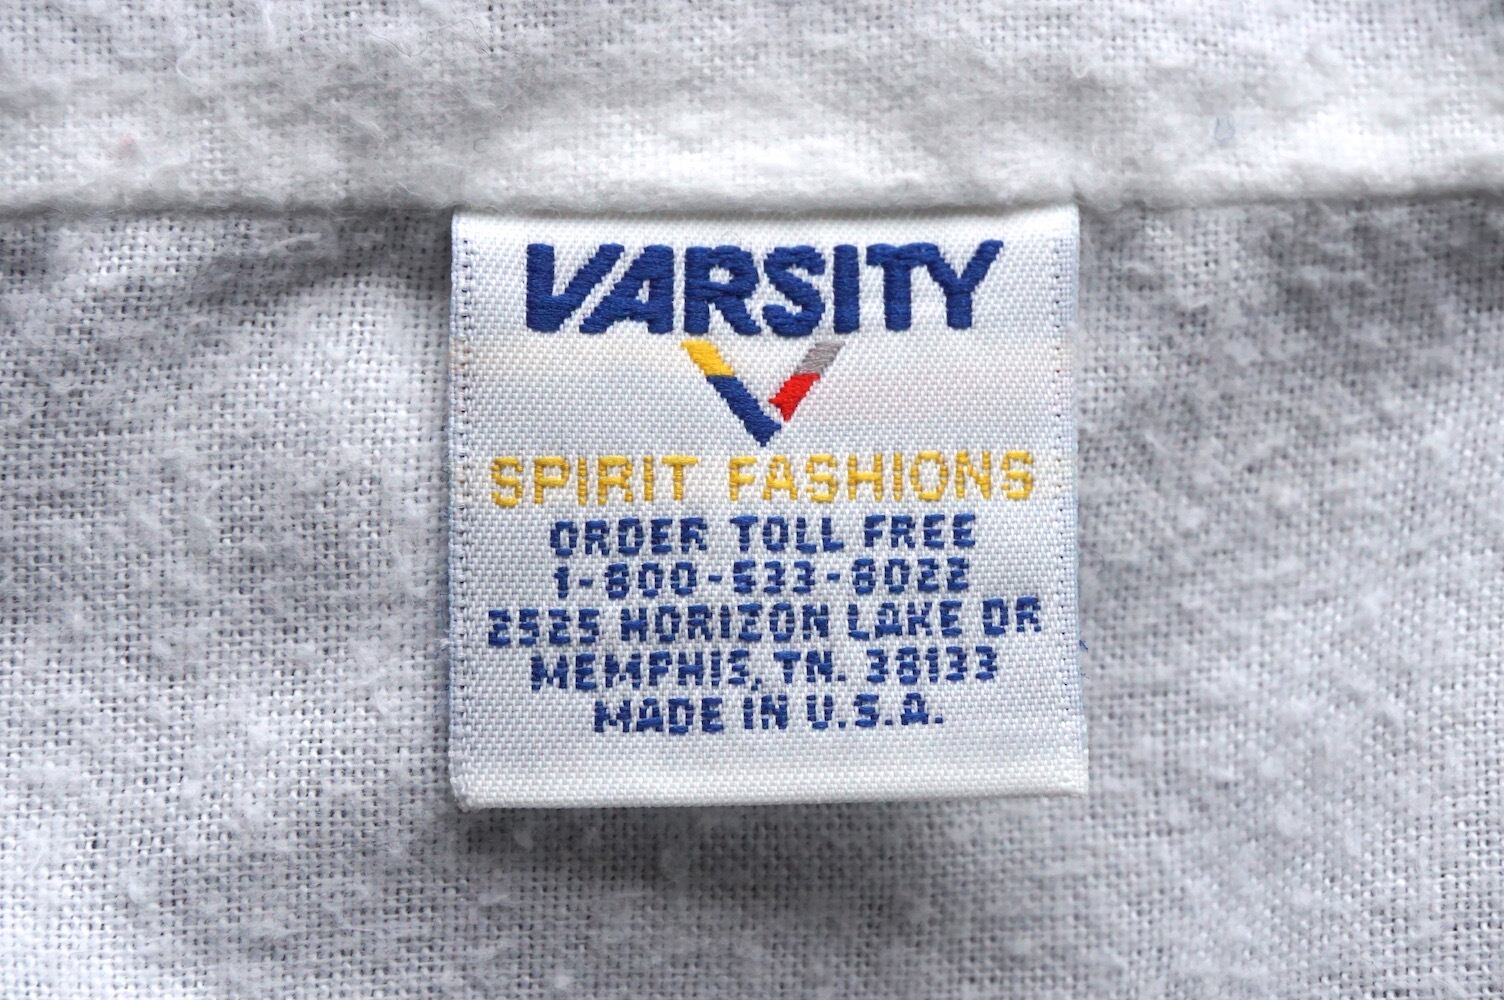 VARSITY
SPIRIT FASHIONS
ORDER TOLL FREE
1-800-533-8022
2525 HORIZON LAKE DR
MEMPHIS, TN. 38133
MADE IN U.S.A.